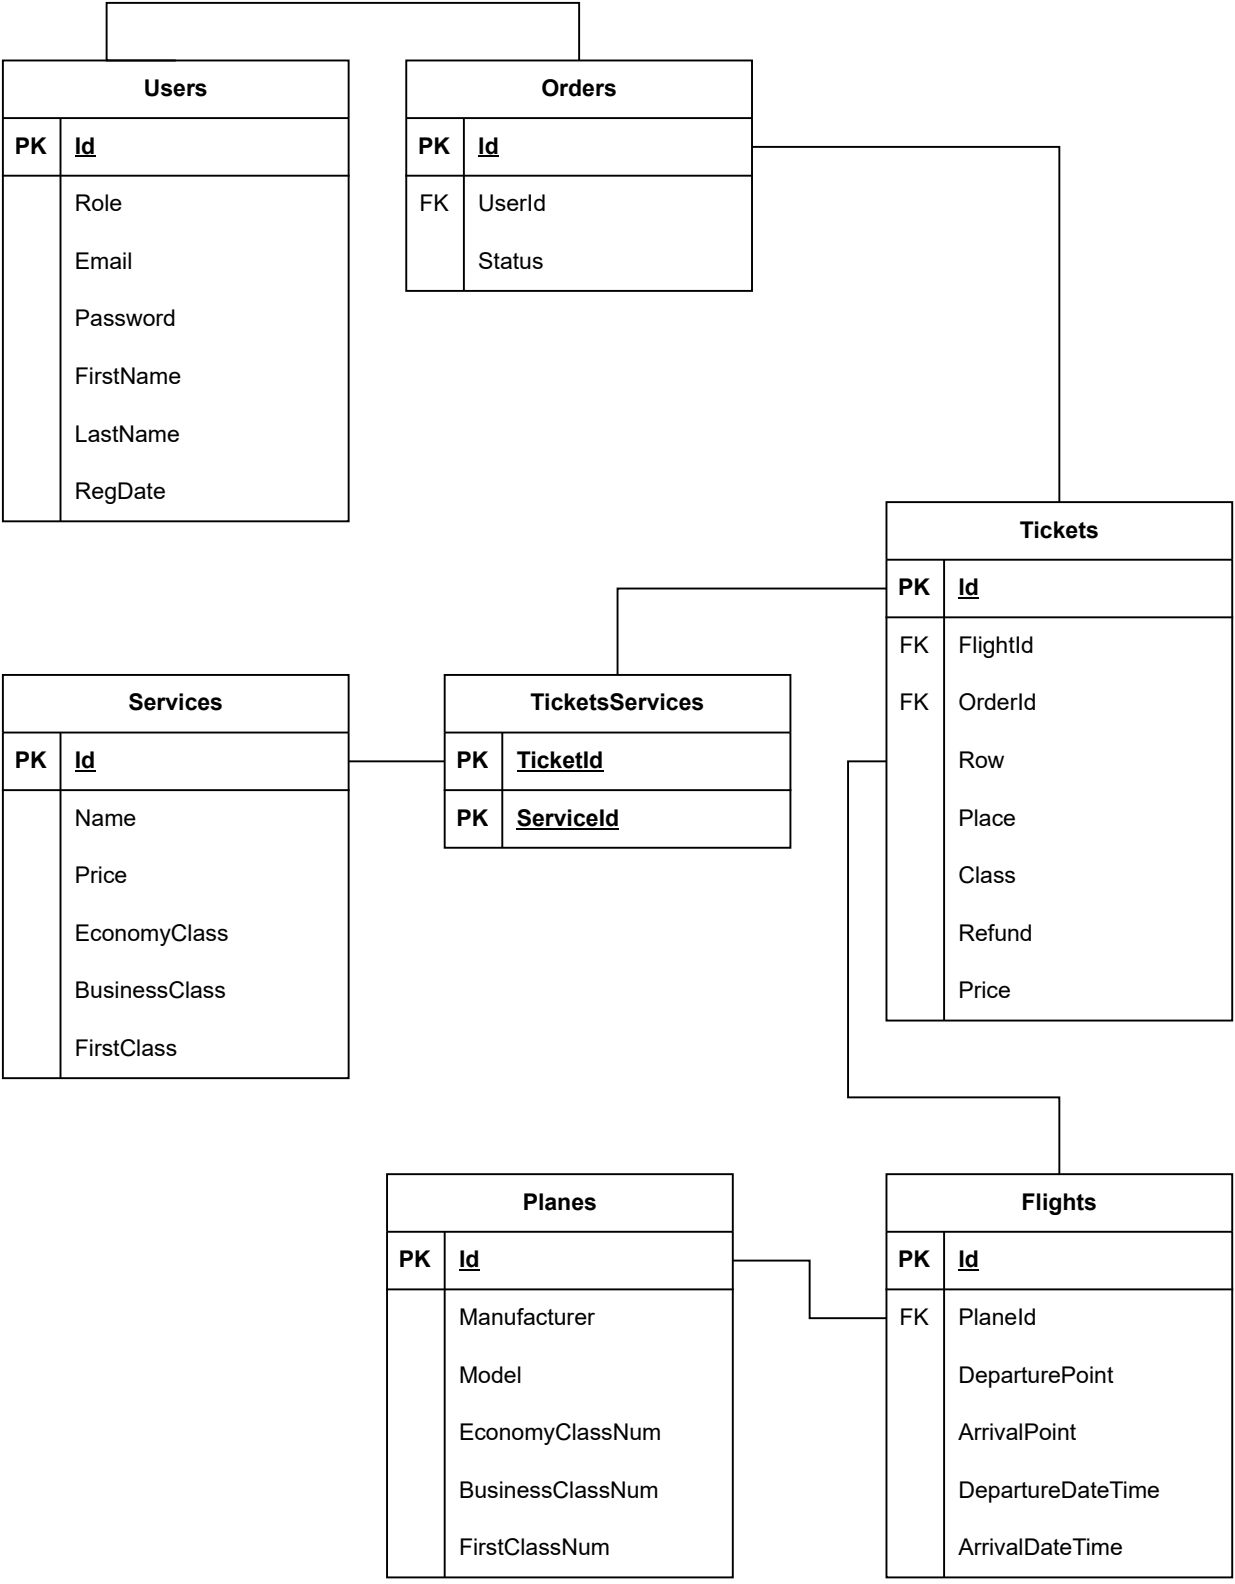 Users
PK Id
Role
Email
Password
FirstName
LastName
RegDate
Orders
PK Id
FK UserId
Status
Tickets
PK Id
FK FlightId
FK OrderId
Row
Place
Class
Refund
Price
Services
PK Id
Name
Price
EconomyClass
BusinessClass
FirstClass
TicketsServices
PK TicketId
PK ServiceId
Planes
PK Id
Manufacturer
Model
EconomyClassNum
BusinessClassNum
FirstClassNum
Flights
PK Id
FK PlaneId
DeparturePoint
ArrivalPoint
DepartureDateTime
ArrivalDateTime